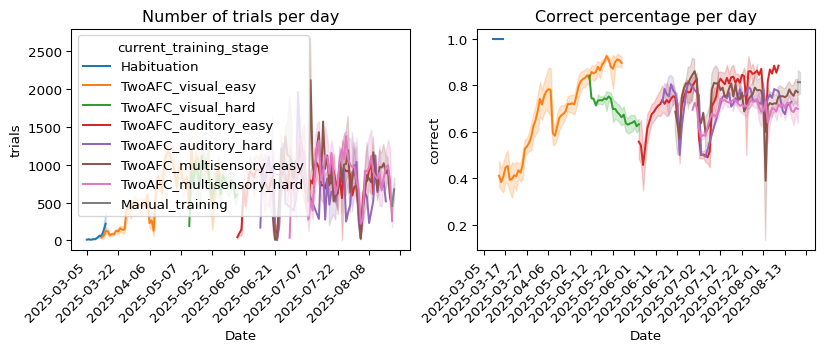 Number of trials per day
trials
2500
2000
1500
1000
500
0
current_training_stage
Habituation
TwoAFC_visual_easy
TwoAFC_visual_hard
TwoAFC_auditory_easy
TwoAFC_auditory_hard
TwoAFC_multisensory_easy
TwoAFC_multisensory_hard
Manual_training
2025-03-05
2025-03-22
2025-04-06
2025-05-07
2025-05-22
2025-06-06
2025-06-21
2025-07-07
2025-07-22
2025-08-08
Date
Correct percentage per day
correct
1.0
0.8
0.6
0.4
0.2
2025-03-05
2025-03-17
2025-03-27
2025-04-06
2025-05-02
2025-05-12
2025-05-22
2025-06-01
2025-06-11
2025-06-21
2025-07-02
2025-07-12
2025-07-22
2025-08-01
2025-08-13
Date